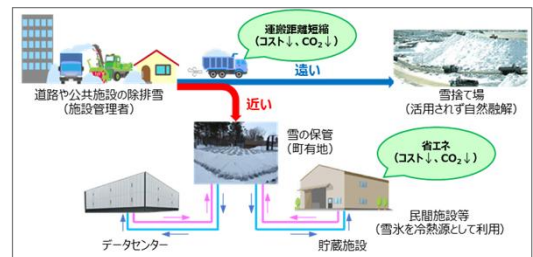 運搬距離短縮
(コスト↓、CO₂↓)
遠い
道路や公共施設の除排雪
(施設管理者)
近い
雪捨て場
(活用されず自然融解)
雪の保管
(町有地)
省エネ
(コスト↓、CO₂↓)
データセンター
貯蔵施設
民間施設等
(雪氷を冷熱源として利用)